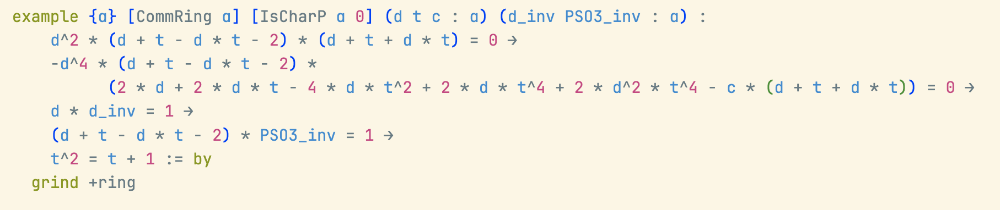 example {α} [CommRing α] [IsCharP α 0] (d t c : α) (d_inv PSO3_inv : α) :
    d^2 * (d + t - d * t - 2) * (d + t + d * t) = 0 →
    -d^4 * (d + t - d * t - 2) *
          (2 * d + 2 * d * t - 4 * d * t^2 + 2 * d * t^4 + 2 * d^2 * t^4 - c * (d + t + d * t)) = 0 →
    d * d_inv = 1 →
    (d + t - d * t - 2) * PSO3_inv = 1 →
    t^2 = t + 1 := by
  grind +ring